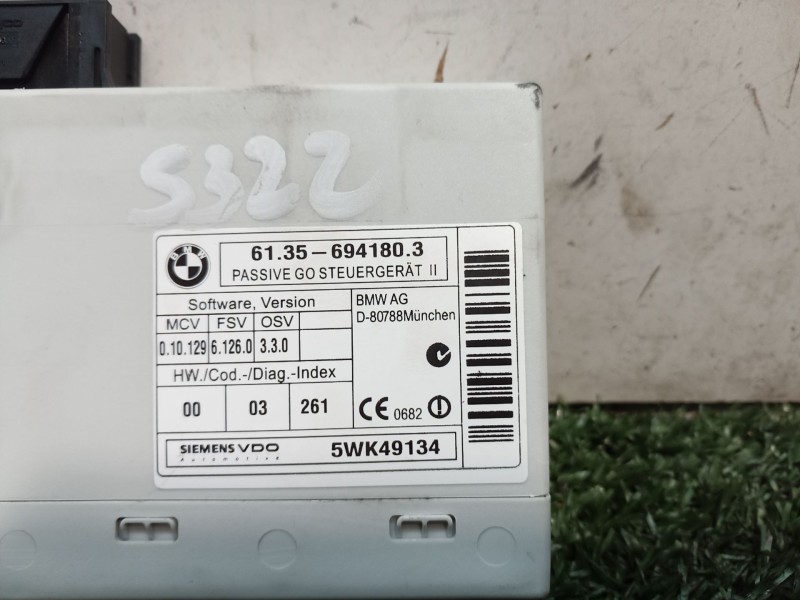 S322
BMW
61.35-694180.3
PASSIVE GO STEUERGERÄT II
Software, Version
MCV FSV OSV
0.10.129 6.126.0 3.3.0
HW./Cod.-/Diag.-Index
00 03 261
BMW AG
D-80788München
CE 0682
SIEMENS VDO
Automotive
5WK49134